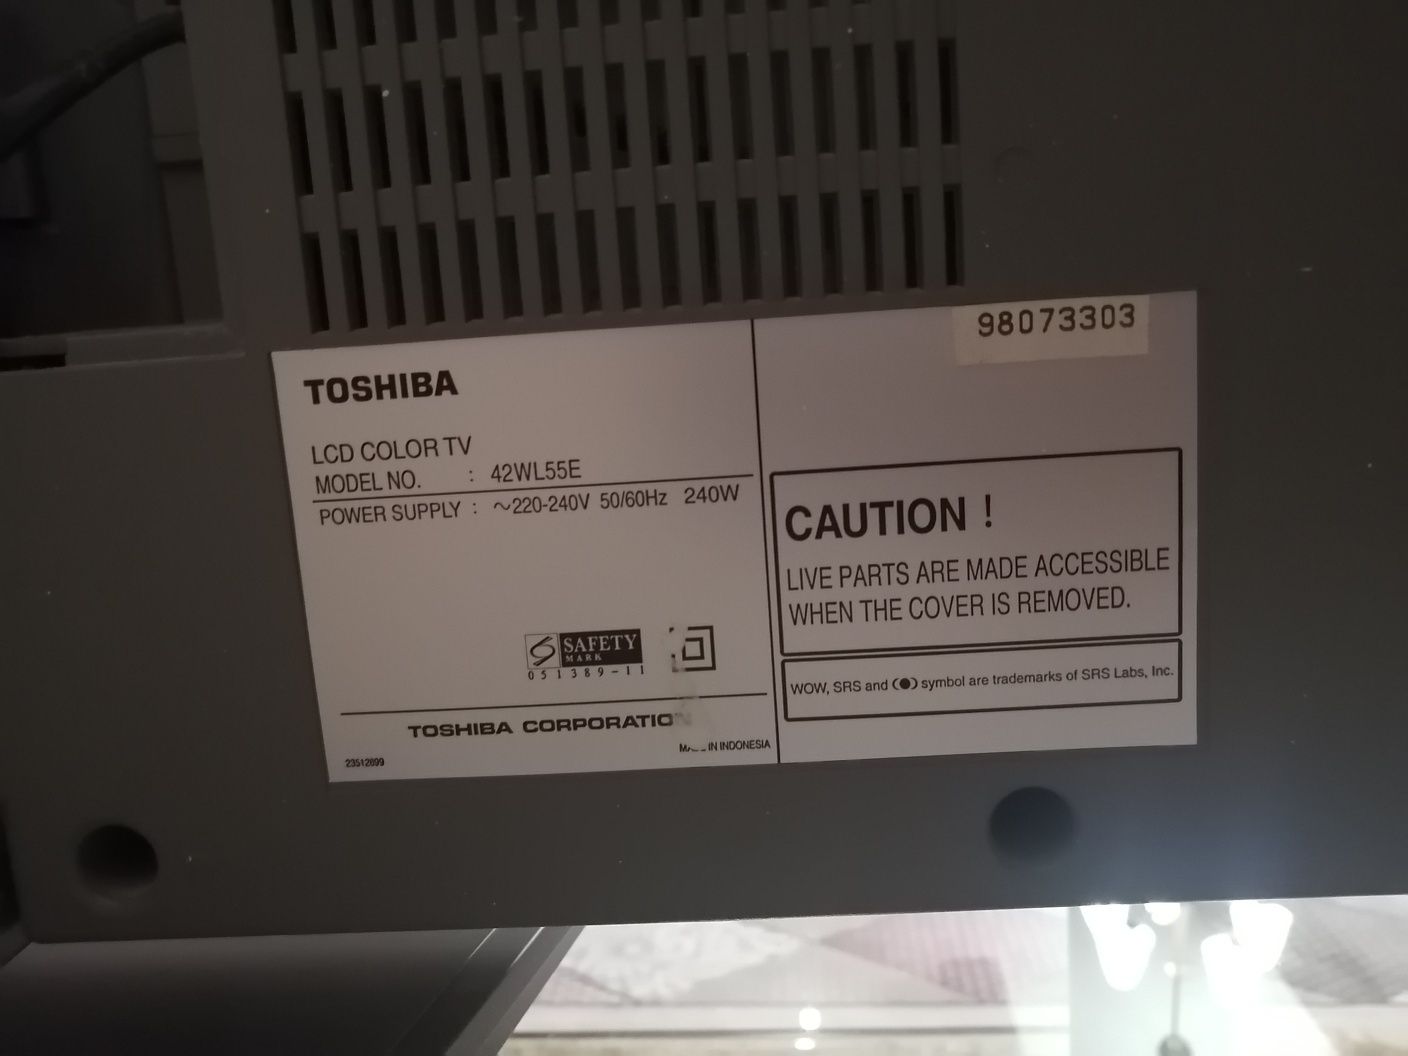 98073303
TOSHIBA
LCD COLOR TV
MODEL NO. : 42WL55E
POWER SUPPLY : ～220-240V 50/60Hz 240W
SAFETY
MARK
051389-11
TOSHIBA CORPORATIO
IN INDONESIA
23512699
CAUTION !
LIVE PARTS ARE MADE ACCESSIBLE
WHEN THE COVER IS REMOVED.
WOW, SRS and (●) symbol are trademarks of SRS Labs, Inc.